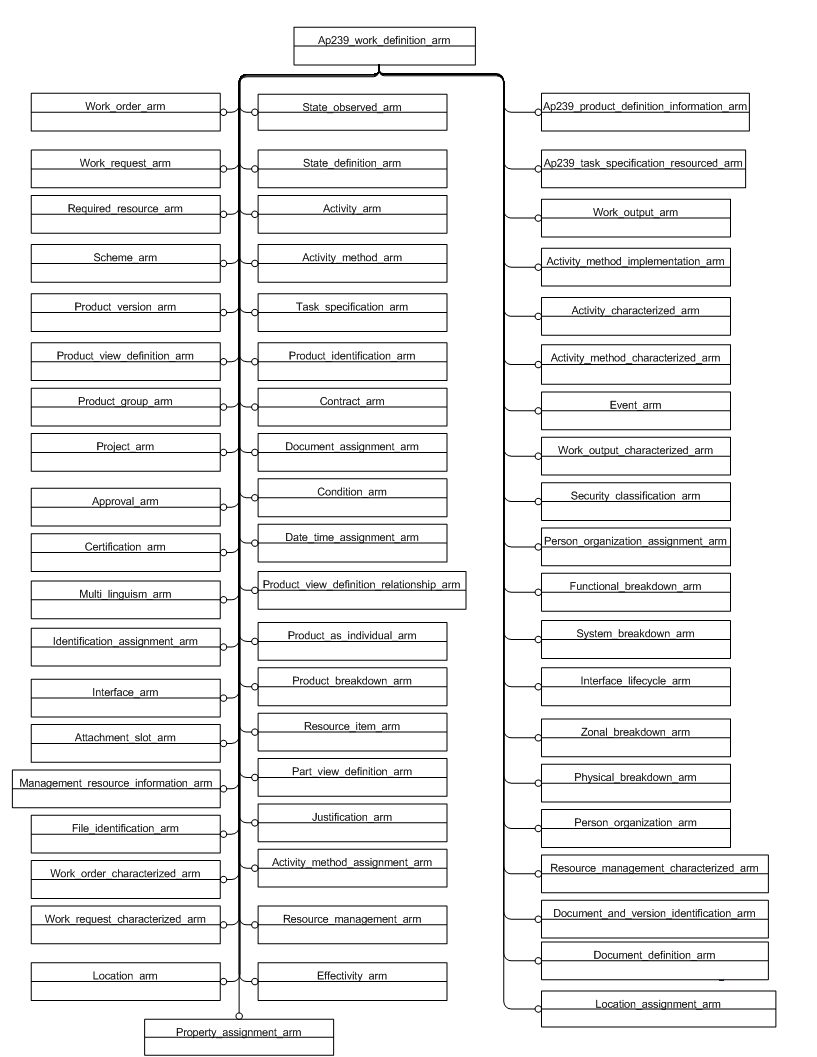 Ap239_work_definition_arm
Work_order_arm
State_observed_arm
Ap239_product_definition_information_arm
Work_request_arm
State_definition_arm
Ap239_task_specification_resourced_arm
Required_resource_arm
Activity_arm
Work_output_arm
Scheme_arm
Activity_method_arm
Activity_method_implementation_arm
Product_version_arm
Task_specification_arm
Activity_characterized_arm
Product_view_definition_arm
Product_identification_arm
Activity_method_characterized_arm
Product_group_arm
Contract_arm
Event_arm
Project_arm
Document_assignment_arm
Work_output_characterized_arm
Approval_arm
Condition_arm
Security_classification_arm
Certification_arm
Date_time_assignment_arm
Person_organization_assignment_arm
Multi_linguism_arm
Product_view_definition_relationship_arm
Functional_breakdown_arm
Identification_assignment_arm
Product_as_individual_arm
System_breakdown_arm
Interface_arm
Product_breakdown_arm
Interface_lifecycle_arm
Attachment_slot_arm
Resource_item_arm
Zonal_breakdown_arm
Management_resource_information_arm
Part_view_definition_arm
Physical_breakdown_arm
File_identification_arm
Justification_arm
Person_organization_arm
Work_order_characterized_arm
Activity_method_assignment_arm
Resource_management_characterized_arm
Work_request_characterized_arm
Resource_management_arm
Document_and_version_identification_arm
Document_definition_arm
Location_arm
Effectivity_arm
Location_assignment_arm
Property_assignment_arm